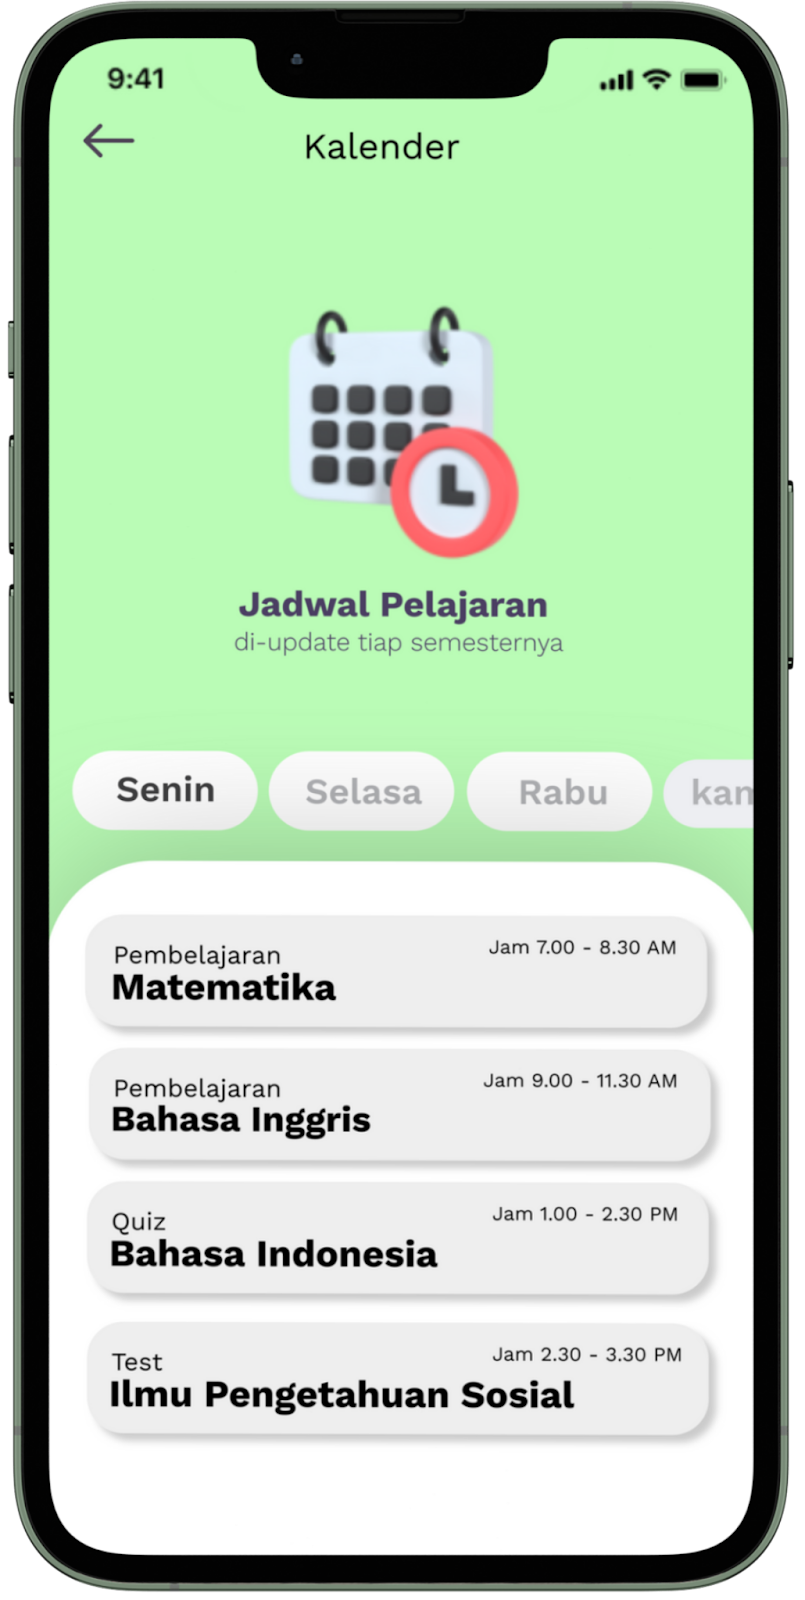 9:41
Kalender
Jadwal Pelajaran
di-update tiap semesternya
Senin
Selasa
Rabu
kam
Pembelajaran
Jam 7.00 - 8.30 AM
Matematika
Pembelajaran
Jam 9.00 - 11.30 AM
Bahasa Inggris
Quiz
Jam 1.00 - 2.30 PM
Bahasa Indonesia
Test
Jam 2.30 - 3.30 PM
Ilmu Pengetahuan Sosial